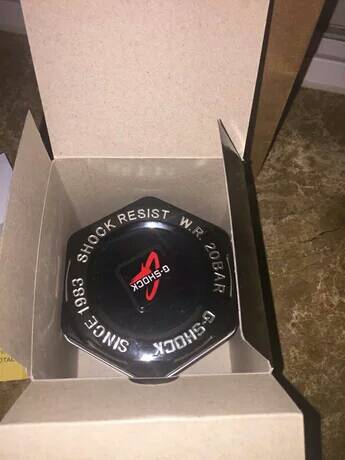 SHOCK RESIST W.R. 20BAR
G-SHOCK
SINCE 1983
G-SHOCK